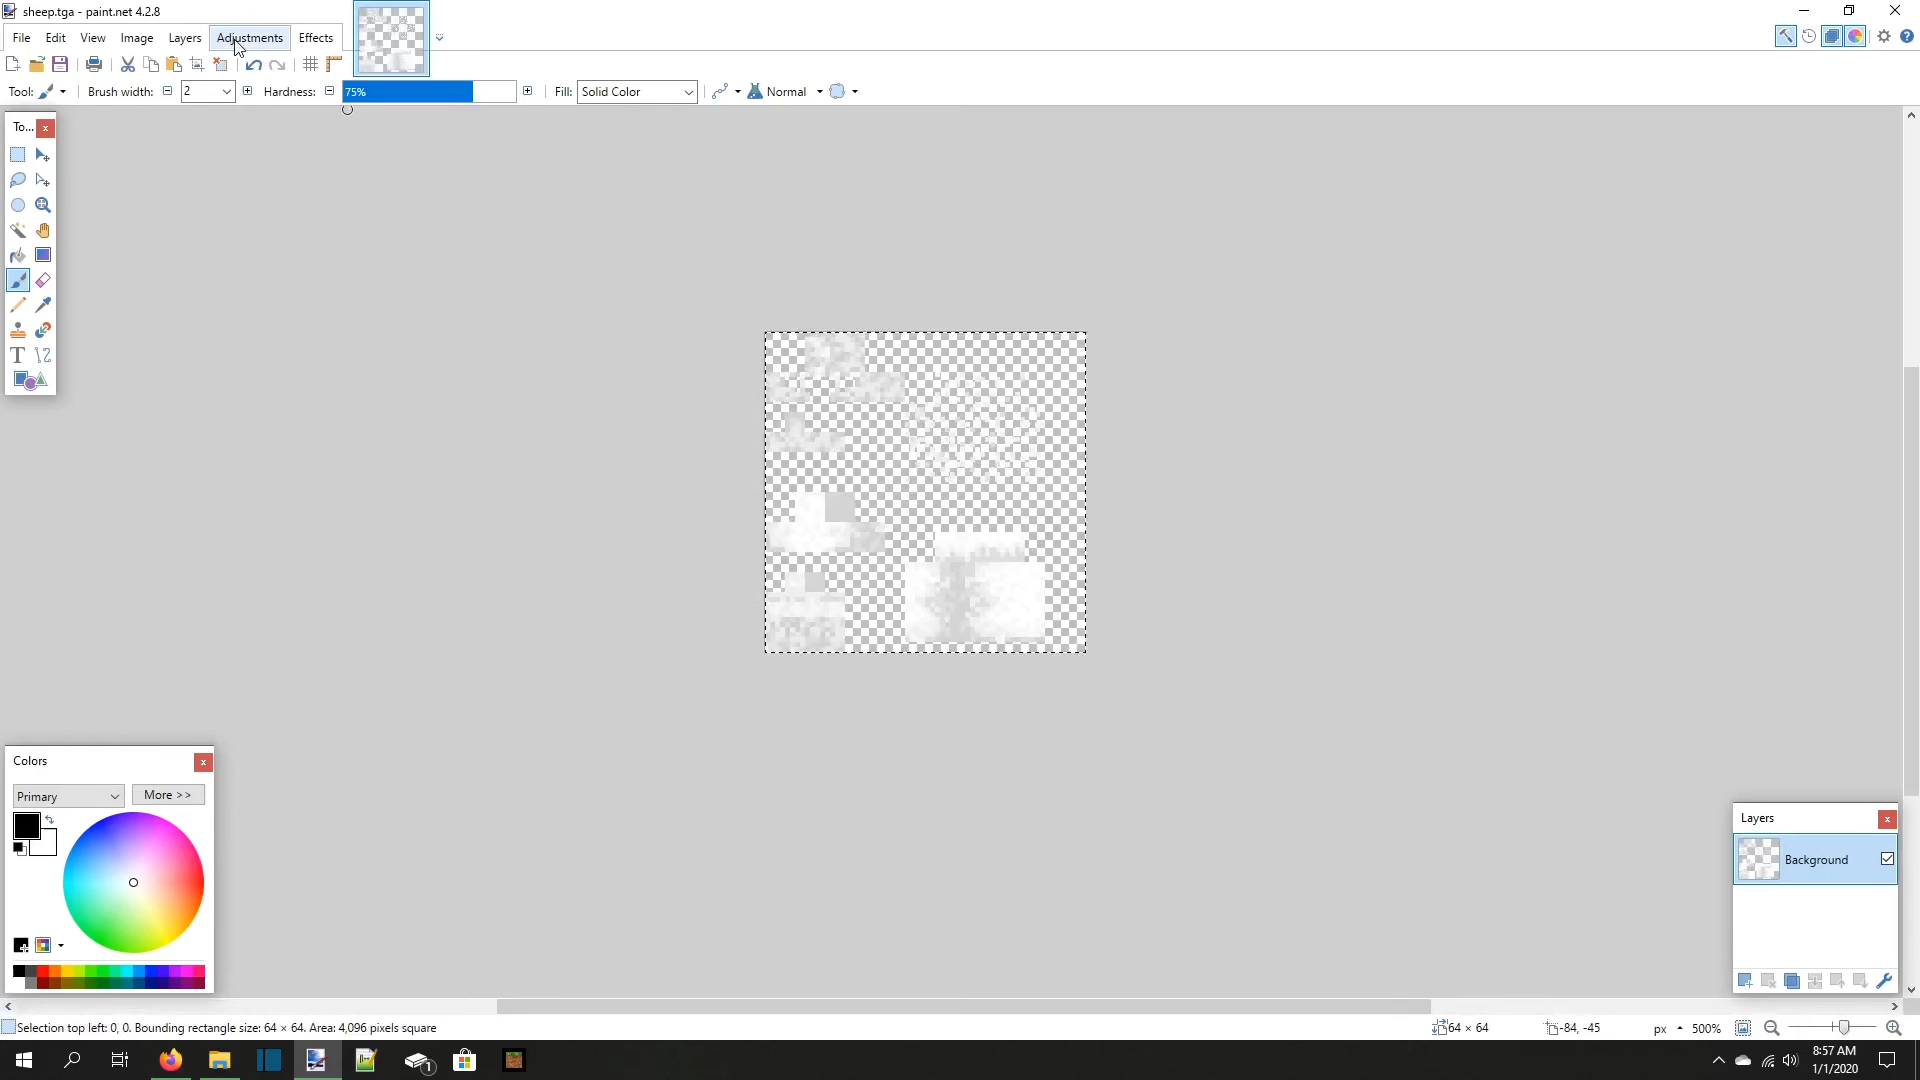 sheep.tga - paint.net 4.2.8
File Edit View Image Layers Adjustments Effects
Tool: Brush width: 2 Hardness: 75% Fill: Solid Color Normal
To...
Colors
Primary More >>
Layers
Background
Selection top left: 0, 0. Bounding rectangle size: 64 × 64. Area: 4,096 pixels square 64 × 64 -84, -45 px 500%
1
8:57 AM
1/1/2020